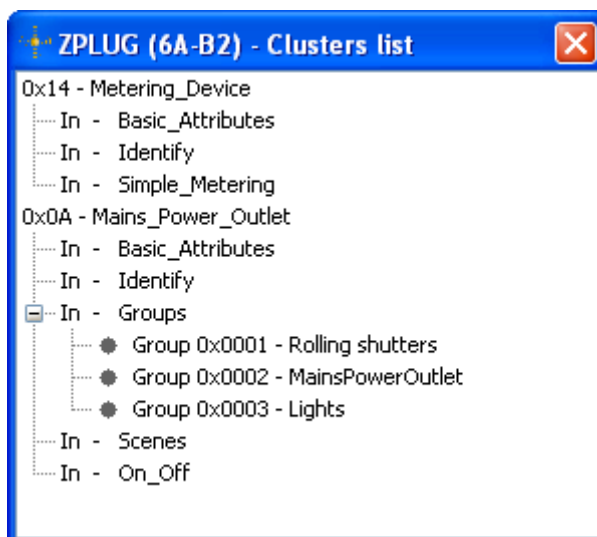 ZPLUG (6A-B2) - Clusters list
0x14 - Metering_Device
In - Basic_Attributes
In - Identify
In - Simple_Metering
0x0A - Mains_Power_Outlet
In - Basic_Attributes
In - Identify
In - Groups
Group 0x0001 - Rolling shutters
Group 0x0002 - MainsPowerOutlet
Group 0x0003 - Lights
In - Scenes
In - On_Off